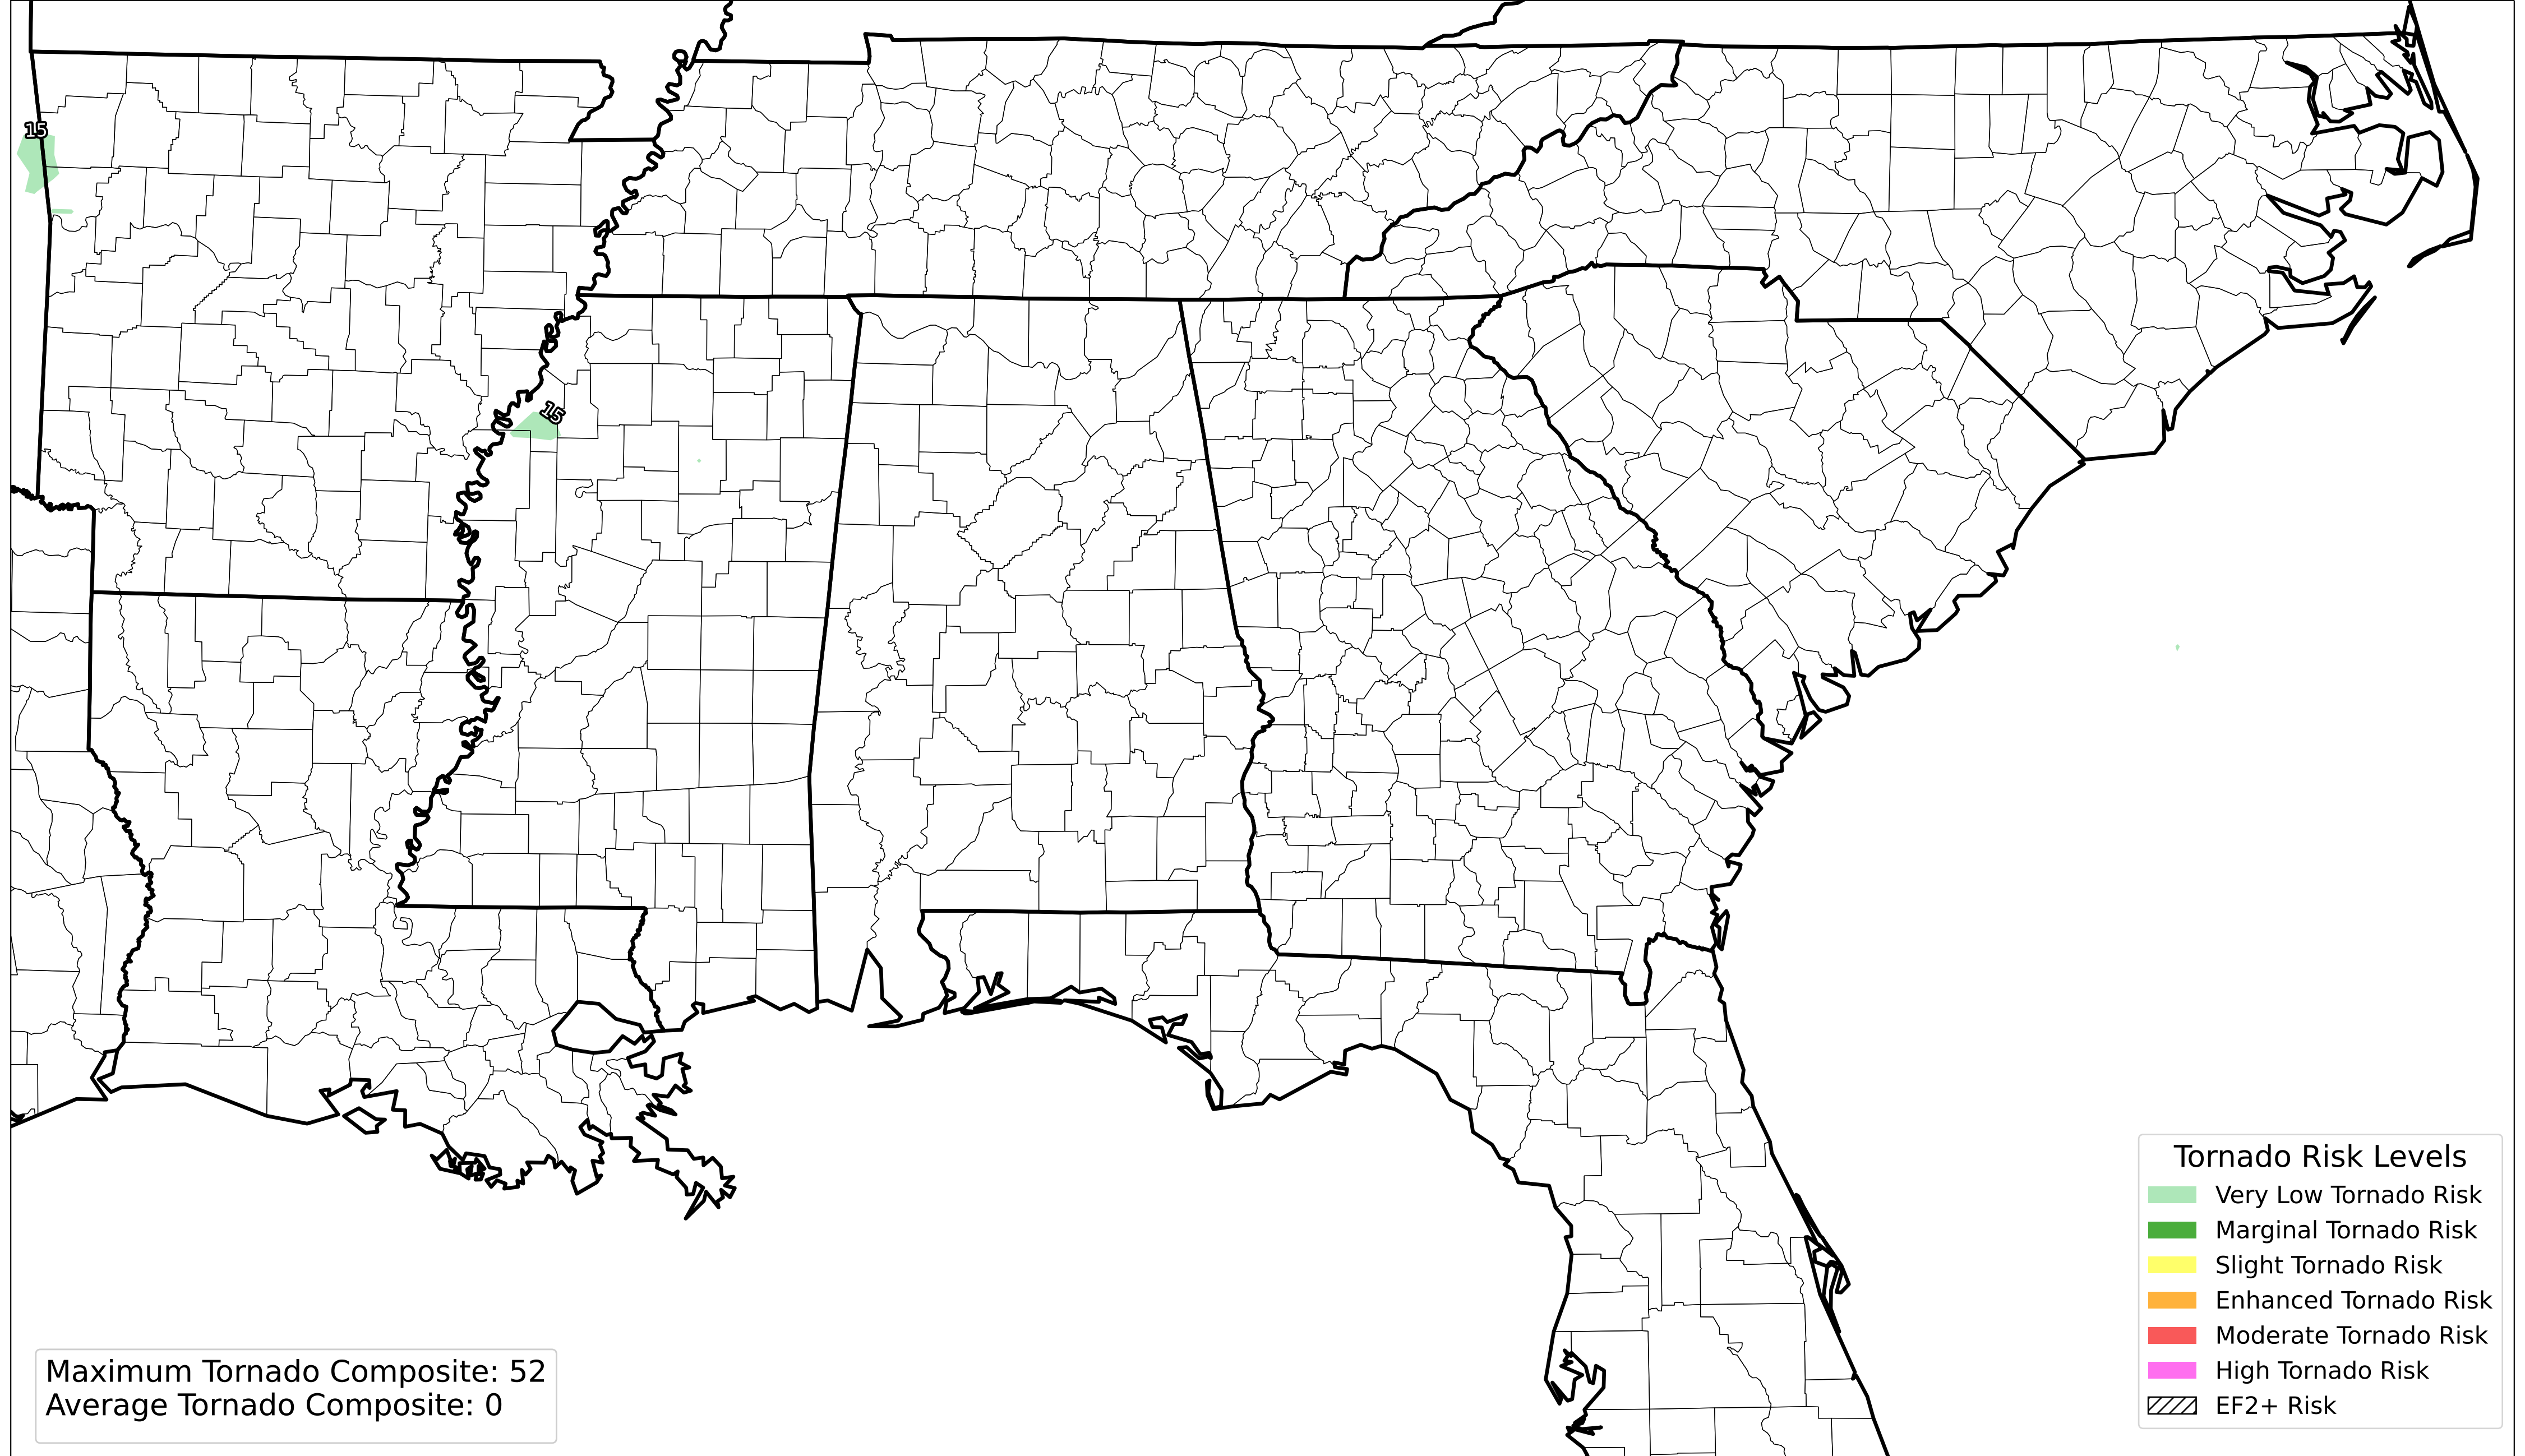 15
15
Tornado Risk Levels
Very Low Tornado Risk
Marginal Tornado Risk
Slight Tornado Risk
Enhanced Tornado Risk
Moderate Tornado Risk
High Tornado Risk
EF2+ Risk
Maximum Tornado Composite: 52
Average Tornado Composite: 0